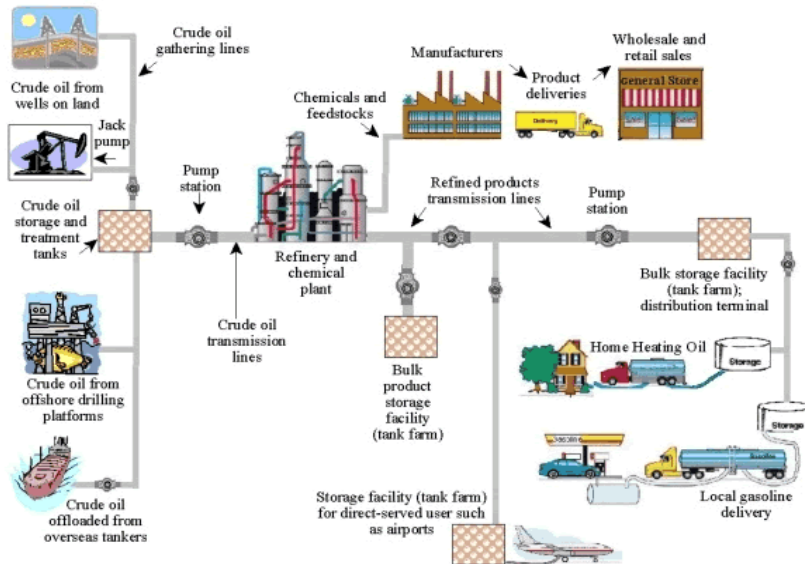 Crude oil
gathering lines
Crude oil from
wells on land
Jack
pump
Crude oil
storage and
treatment
tanks
Pump
station
Crude oil
transmission
lines
Refinery and
chemical
plant
Chemicals and
feedstocks
Manufacturers
Product
deliveries
Delivery
Wholesale and
retail sales
General Store
Refined products
transmission lines
Pump
station
Bulk storage facility
(tank farm);
distribution terminal
Home Heating Oil
Storage
Storage
Gasoline
Local gasoline
delivery
Bulk
product
storage
facility
(tank farm)
Crude oil from
offshore drilling
platforms
Crude oil
offloaded from
overseas tankers
Storage facility (tank farm)
for direct-served user such
as airports